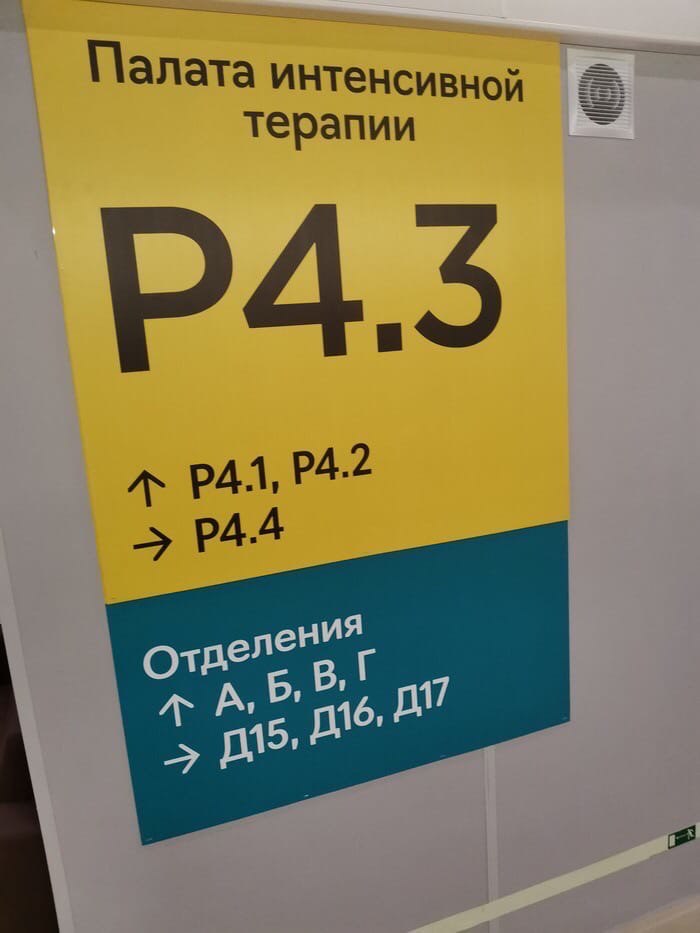 Палата интенсивной
терапии
Р4.3
↑ Р4.1, Р4.2
→ Р4.4
Отделения
↑ А, Б, В, Г
→ Д15, Д16, Д17